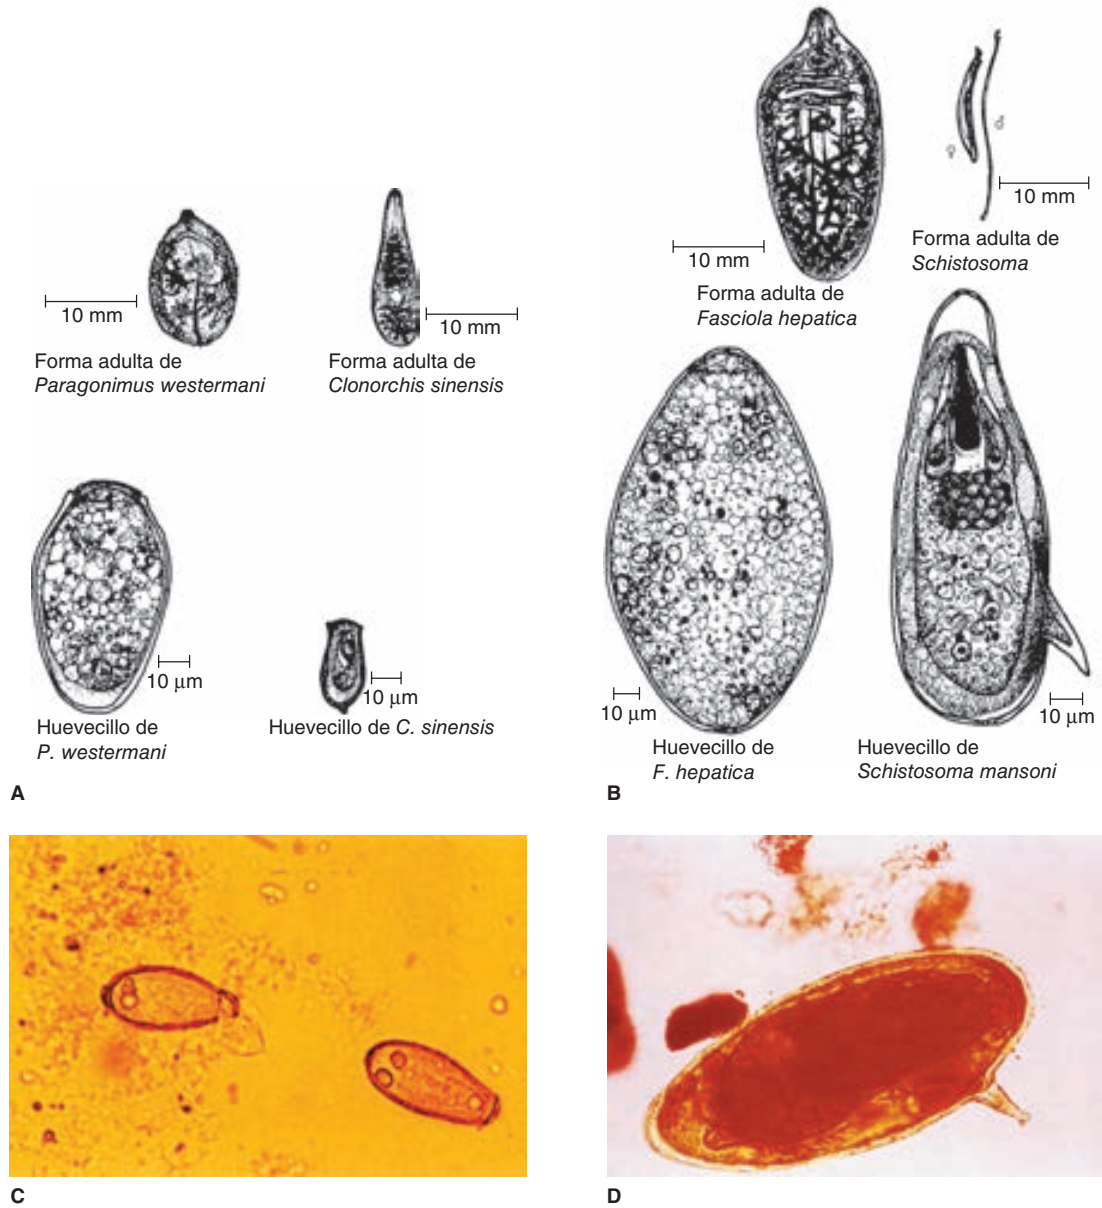 10 mm
Forma adulta de
Paragonimus westermani
10 mm
Forma adulta de
Clonorchis sinensis
10 μm
Huevecillo de
P. westermani
10 μm
Huevecillo de C. sinensis
A
10 mm
Forma adulta de
Fasciola hepatica
♀
♂
10 mm
Forma adulta de
Schistosoma
10 μm
Huevecillo de
F. hepatica
10 μm
Huevecillo de
Schistosoma mansoni
B
C
D